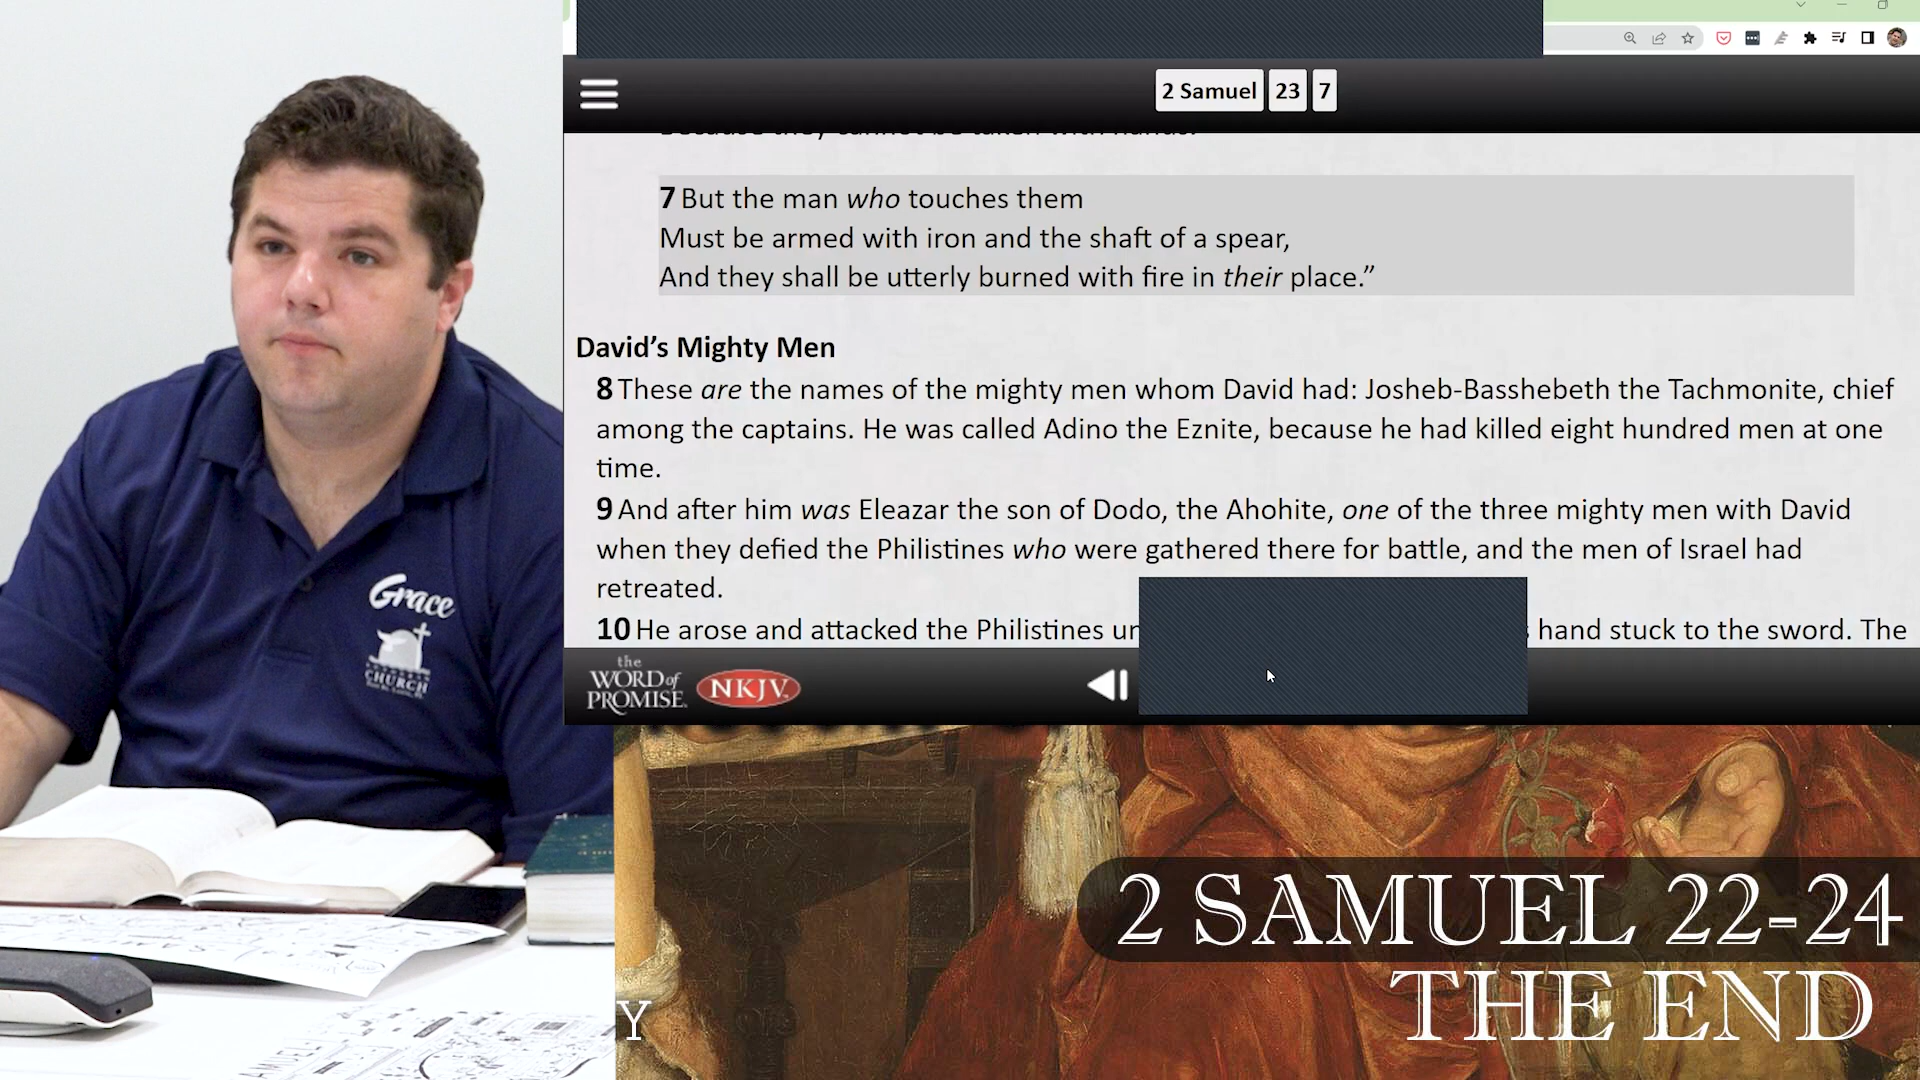 2 Samuel 23 7
Because they cannot be taken with hands.
7 But the man who touches them
Must be armed with iron and the shaft of a spear,
And they shall be utterly burned with fire in their place.”
David’s Mighty Men
8 These are the names of the mighty men whom David had: Josheb-Basshebeth the Tachmonite, chief
among the captains. He was called Adino the Eznite, because he had killed eight hundred men at one
time.
9 And after him was Eleazar the son of Dodo, the Ahohite, one of the three mighty men with David
when they defied the Philistines who were gathered there for battle, and the men of Israel had
retreated.
10 He arose and attacked the Philistines hand stuck to the sword. The
the
WORD of
PROMISE
NKJV
Grace
CHURCH
2 SAMUEL 22-24
THE END
Y